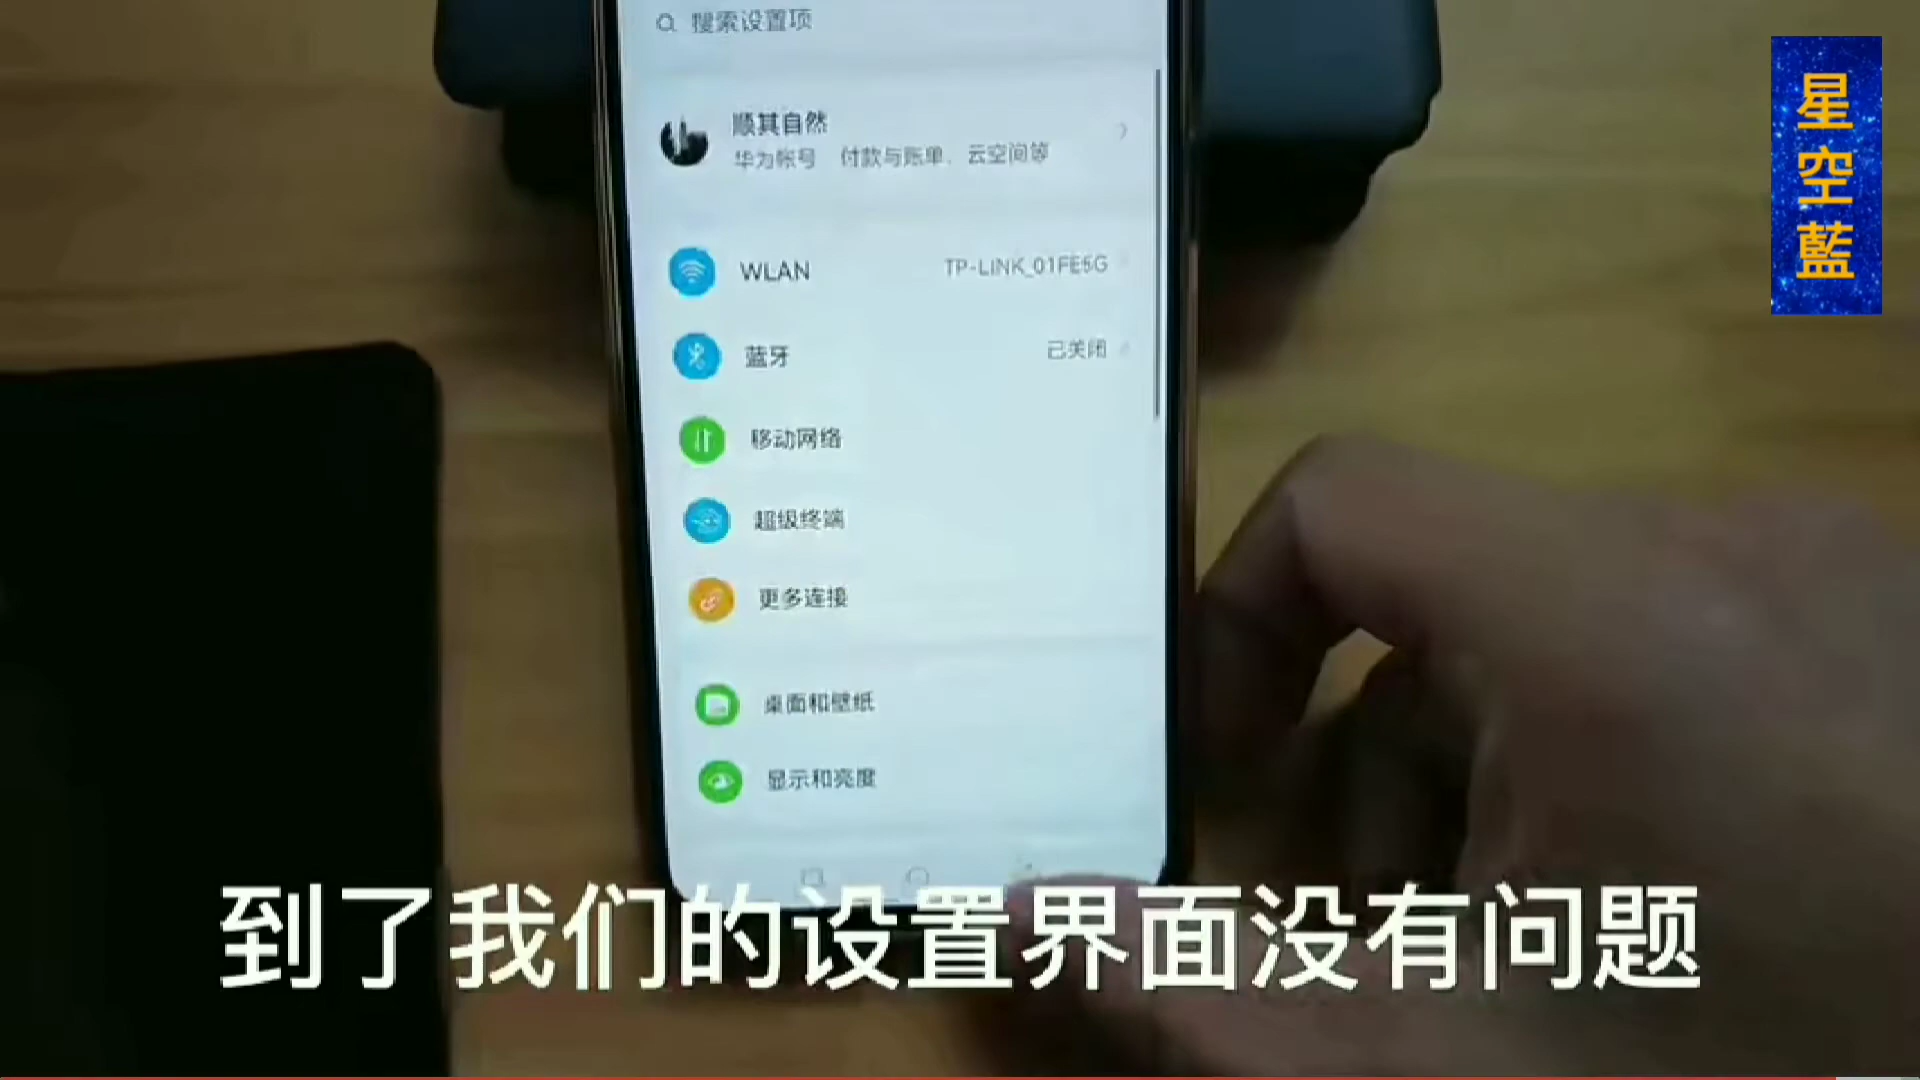 搜索设置项
顺其自然
华为帐号、付款与账单、云空间等
WLAN
TP-LINK_01FE5G
蓝牙
已关闭
移动网络
超级终端
更多连接
桌面和壁纸
显示和亮度
到了我们的设置界面没有问题
星空藍